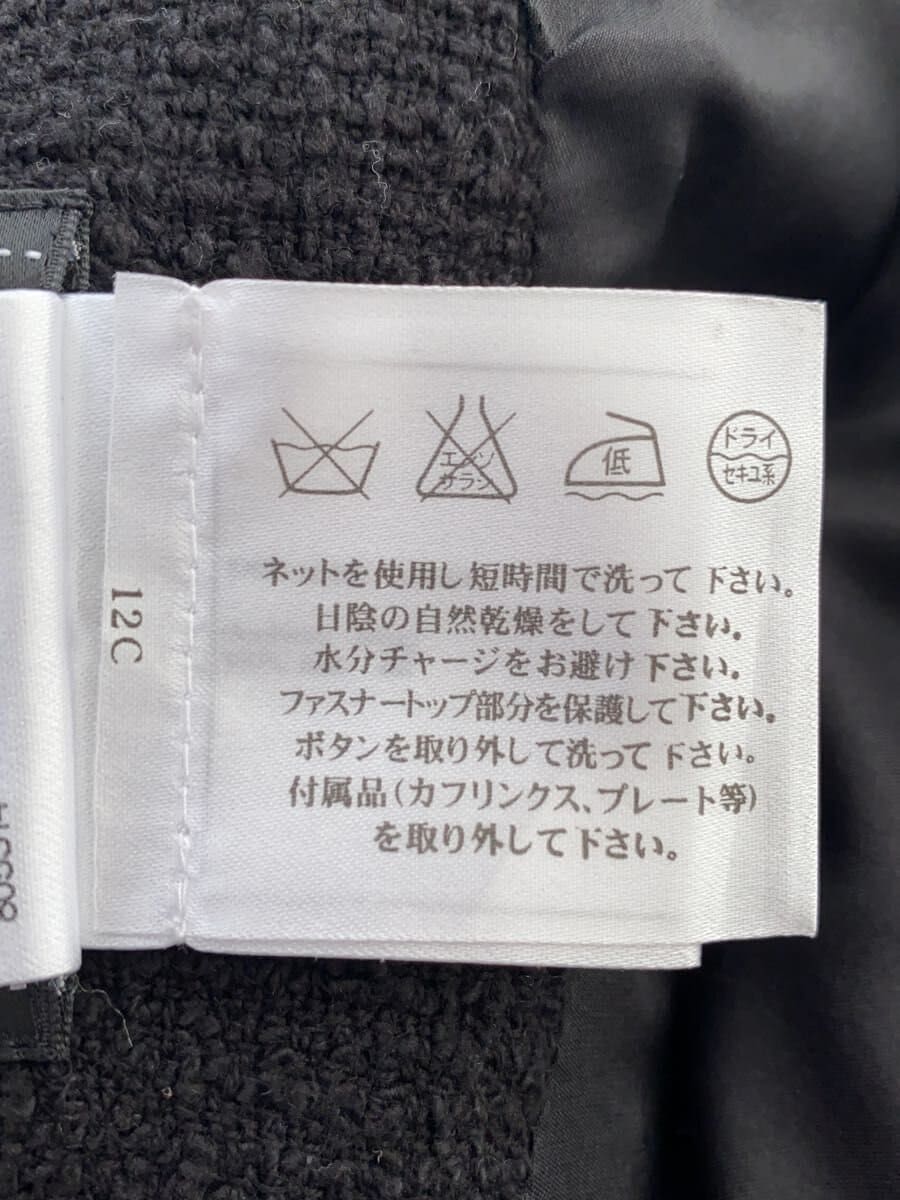 エンソ
サラシ
低
ドライ
セキユ系
ネットを使用し短時間で洗って下さい。
日陰の自然乾燥をして下さい。
水分チャージをお避け下さい。
ファスナートップ部分を保護して下さい。
ボタンを取り外して洗って下さい。
付属品(カフリンクス、プレート等)
を取り外して下さい。
12C